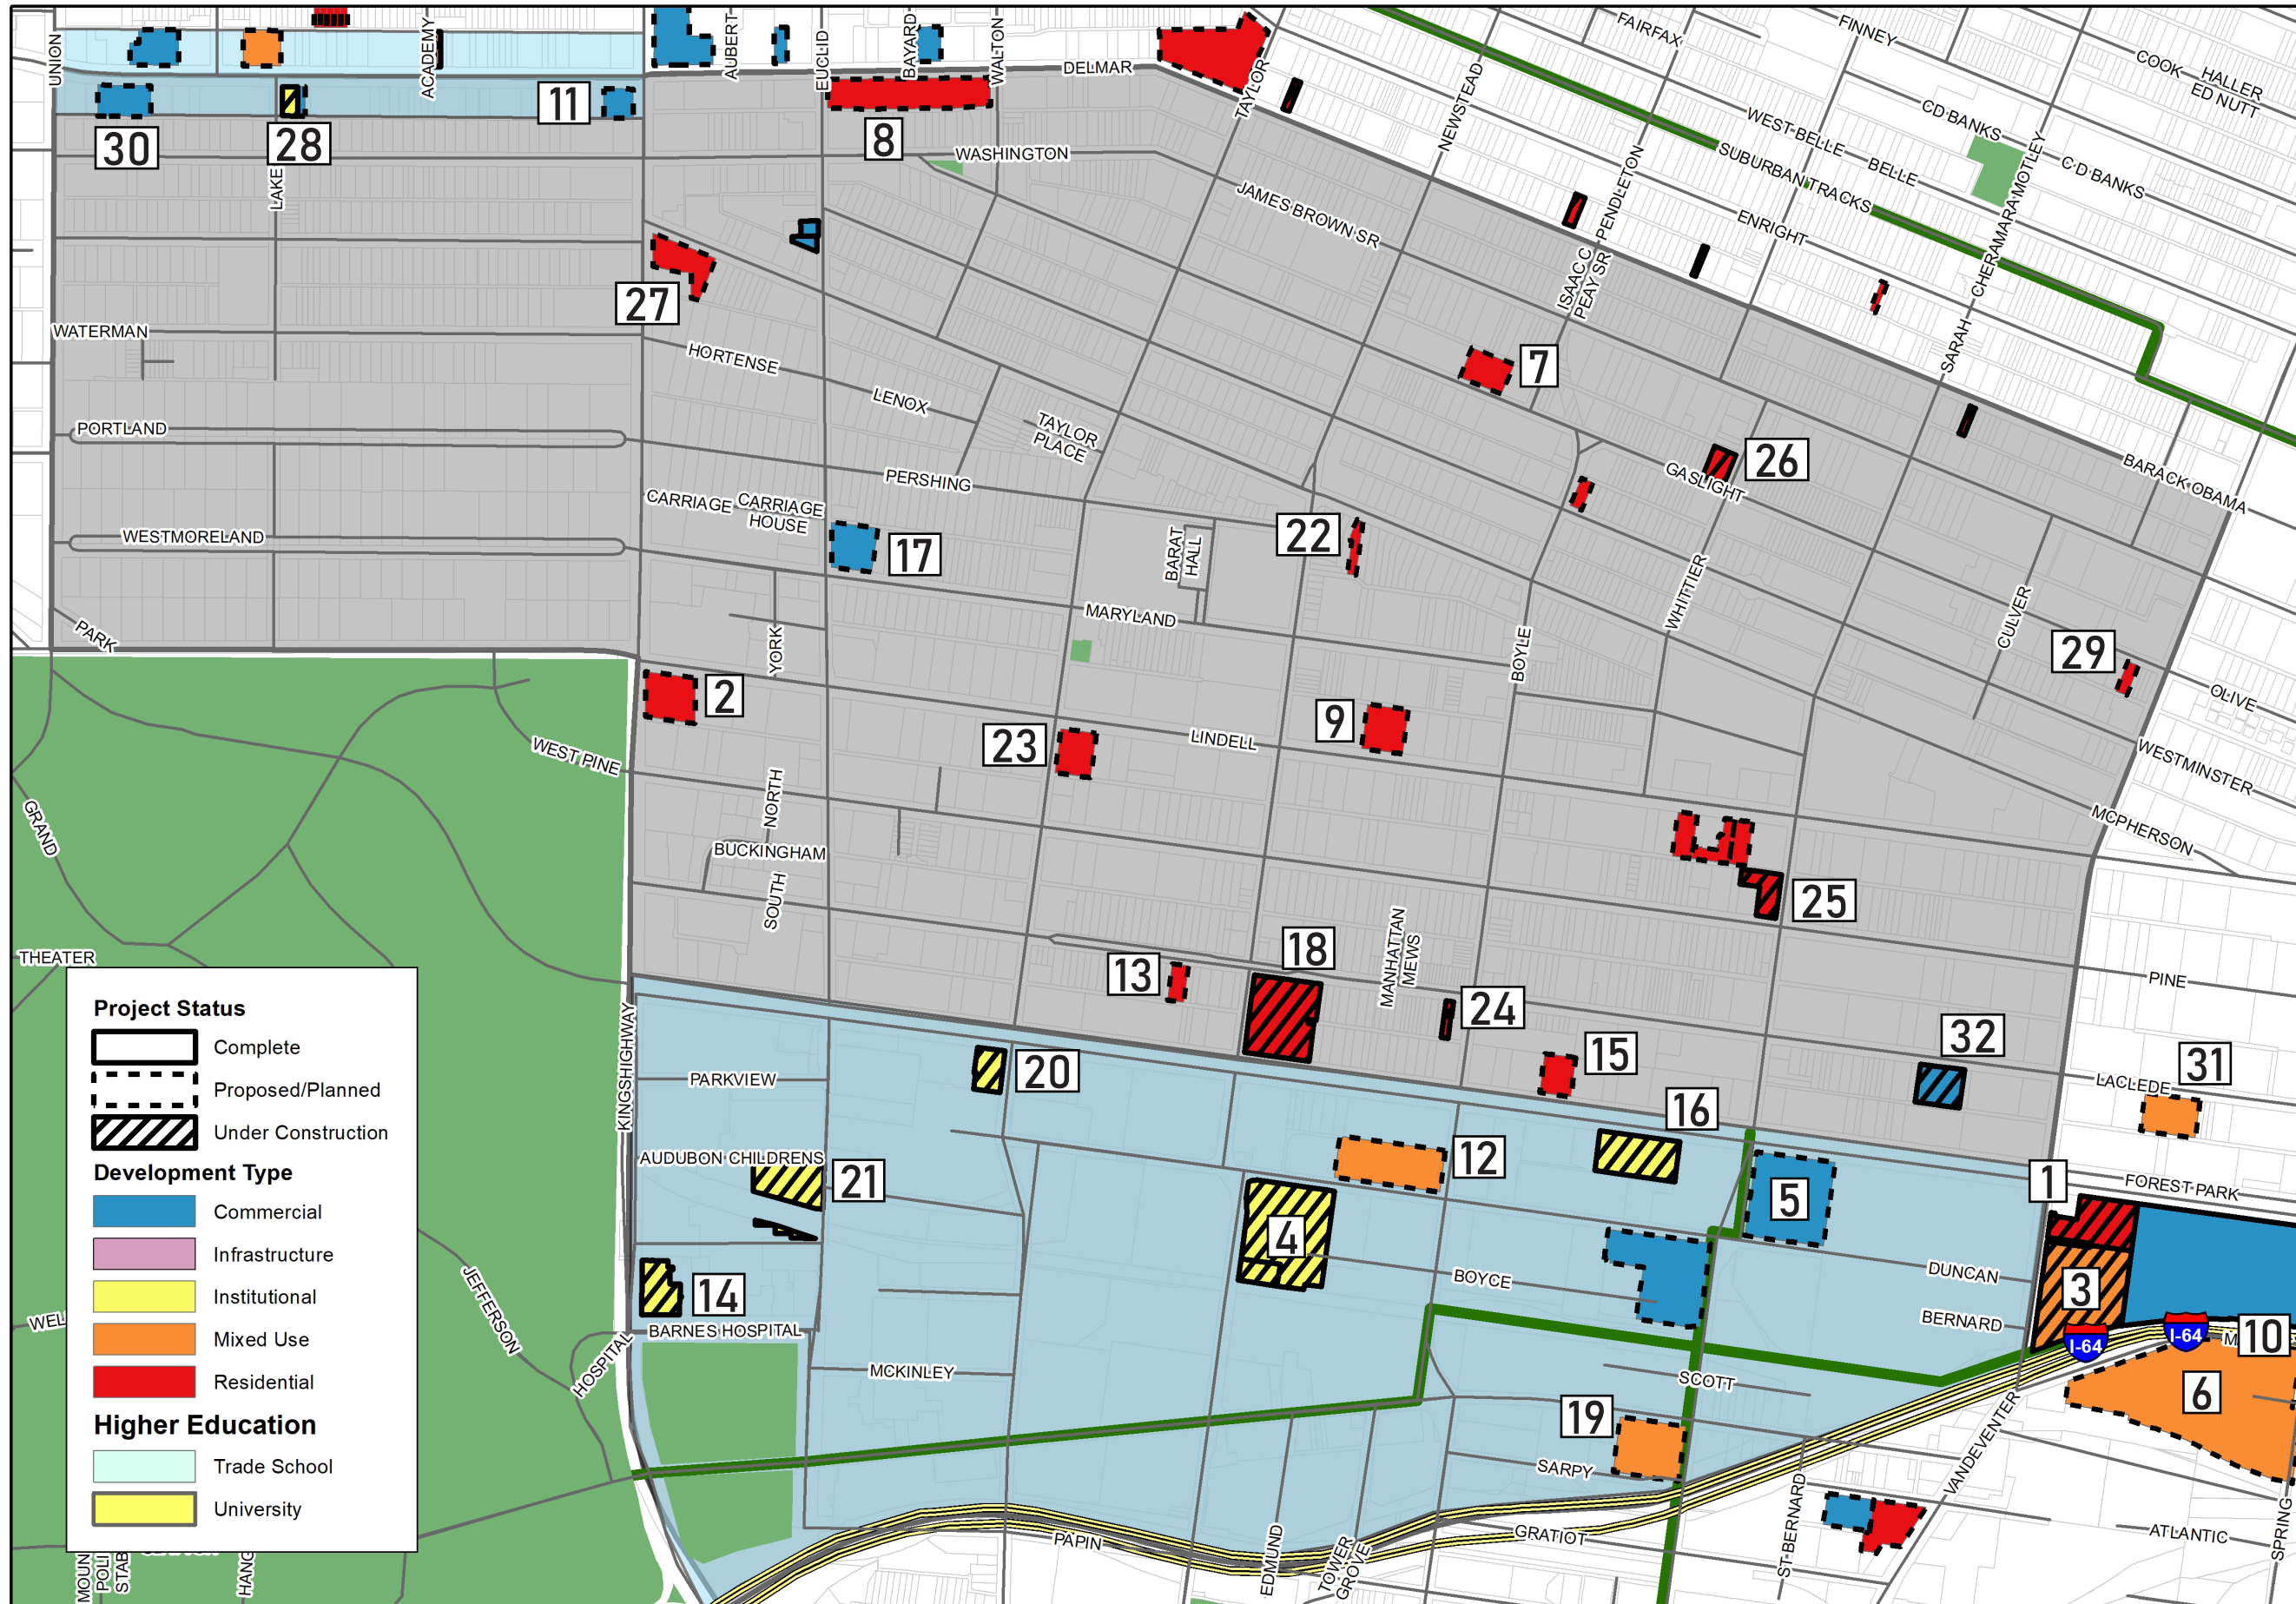 UNION
ACADEMY
AUBERT
EUCLID
BAYARD
WALTON
DELMAR
TAYLOR
NEWSTEAD
FAIRFAX
FINNEY
COOK
HALLER
ED NUTT
CD BANKS
C D BANKS
WEST BELLE
BELLE
SUBURBAN TRACKS
CHERAMARAMOTLEY
ENRIGHT
PENDLETON
ISAAC C
PEAY SR
SARAH
30
28
11
8
LAKE
WASHINGTON
JAMES BROWN SR
27
WATERMAN
HORTENSE
LENOX
TAYLOR
PLACE
7
26
GASLIGHT
BARACK OBAMA
PORTLAND
PERSHING
CARRIAGE
CARRIAGE
HOUSE
17
BARAT
HALL
22
WESTMORELAND
WHITTIER
CULVER
MARYLAND
YORK
BOYLE
29
PARK
OLIVE
2
23
9
LINDELL
WEST PINE
WESTMINSTER
MCPHERSON
GRAND
NORTH
BUCKINGHAM
SOUTH
25
THEATER
13
18
MANHATTAN
MEWS
24
PINE
32
31
LACLEDE
15
16
20
KINGSHIGHWAY
PARKVIEW
AUDUBON CHILDRENS
21
12
1
FOREST PARK
5
4
14
BOYCE
DUNCAN
BERNARD
3
I-64
I-64
M
10
6
BARNES HOSPITAL
HOSPITAL
JEFFERSON
WEL
MCKINLEY
SCOTT
19
SARPY
VANDEVENTER
ST BERNARD
GRATIOT
ATLANTIC
SPRING
PAPIN
EDMUND
TOWER
GROVE
Project Status
Complete
Proposed/Planned
Under Construction
Development Type
Commercial
Infrastructure
Institutional
Mixed Use
Residential
Higher Education
Trade School
University
MOUN
POLI
STAB
HANG